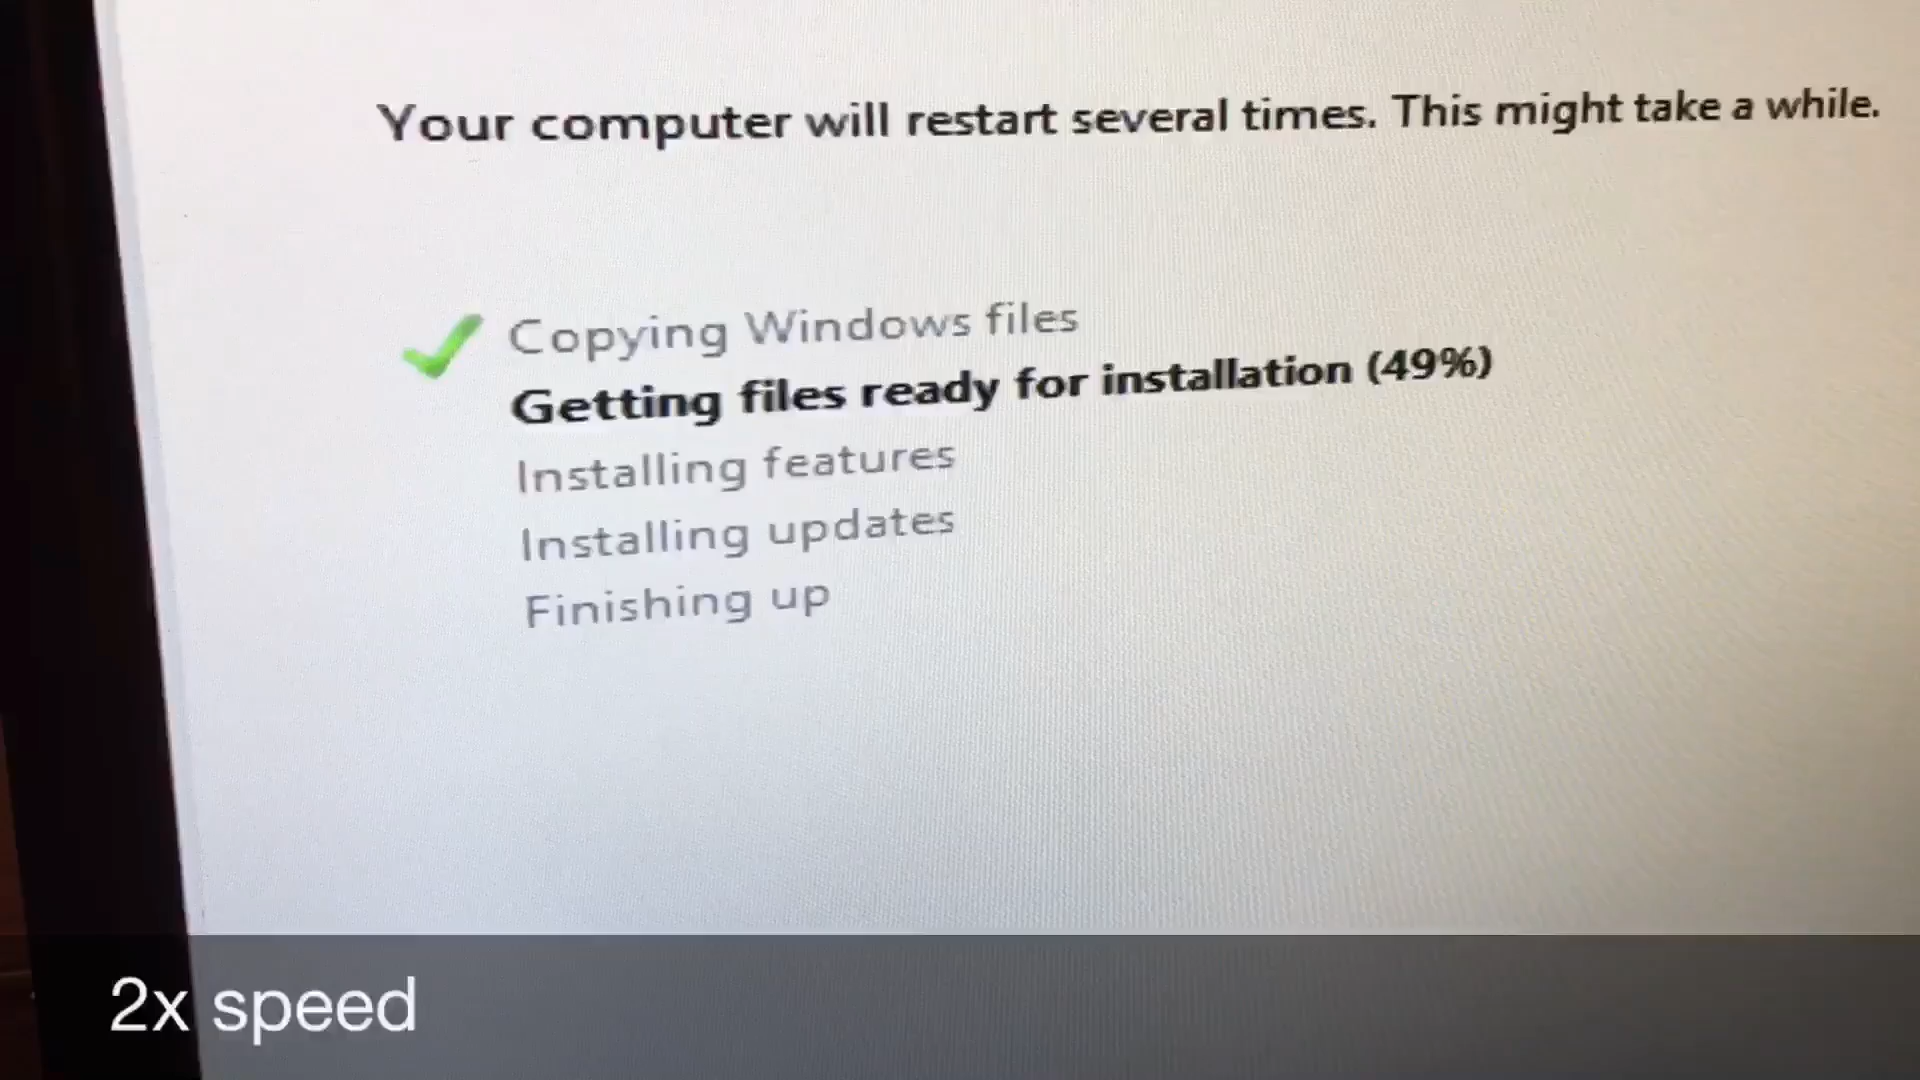 Your computer will restart several times. This might take a while.
Copying Windows files
Getting files ready for installation (49%)
Installing features
Installing updates
Finishing up
2x speed